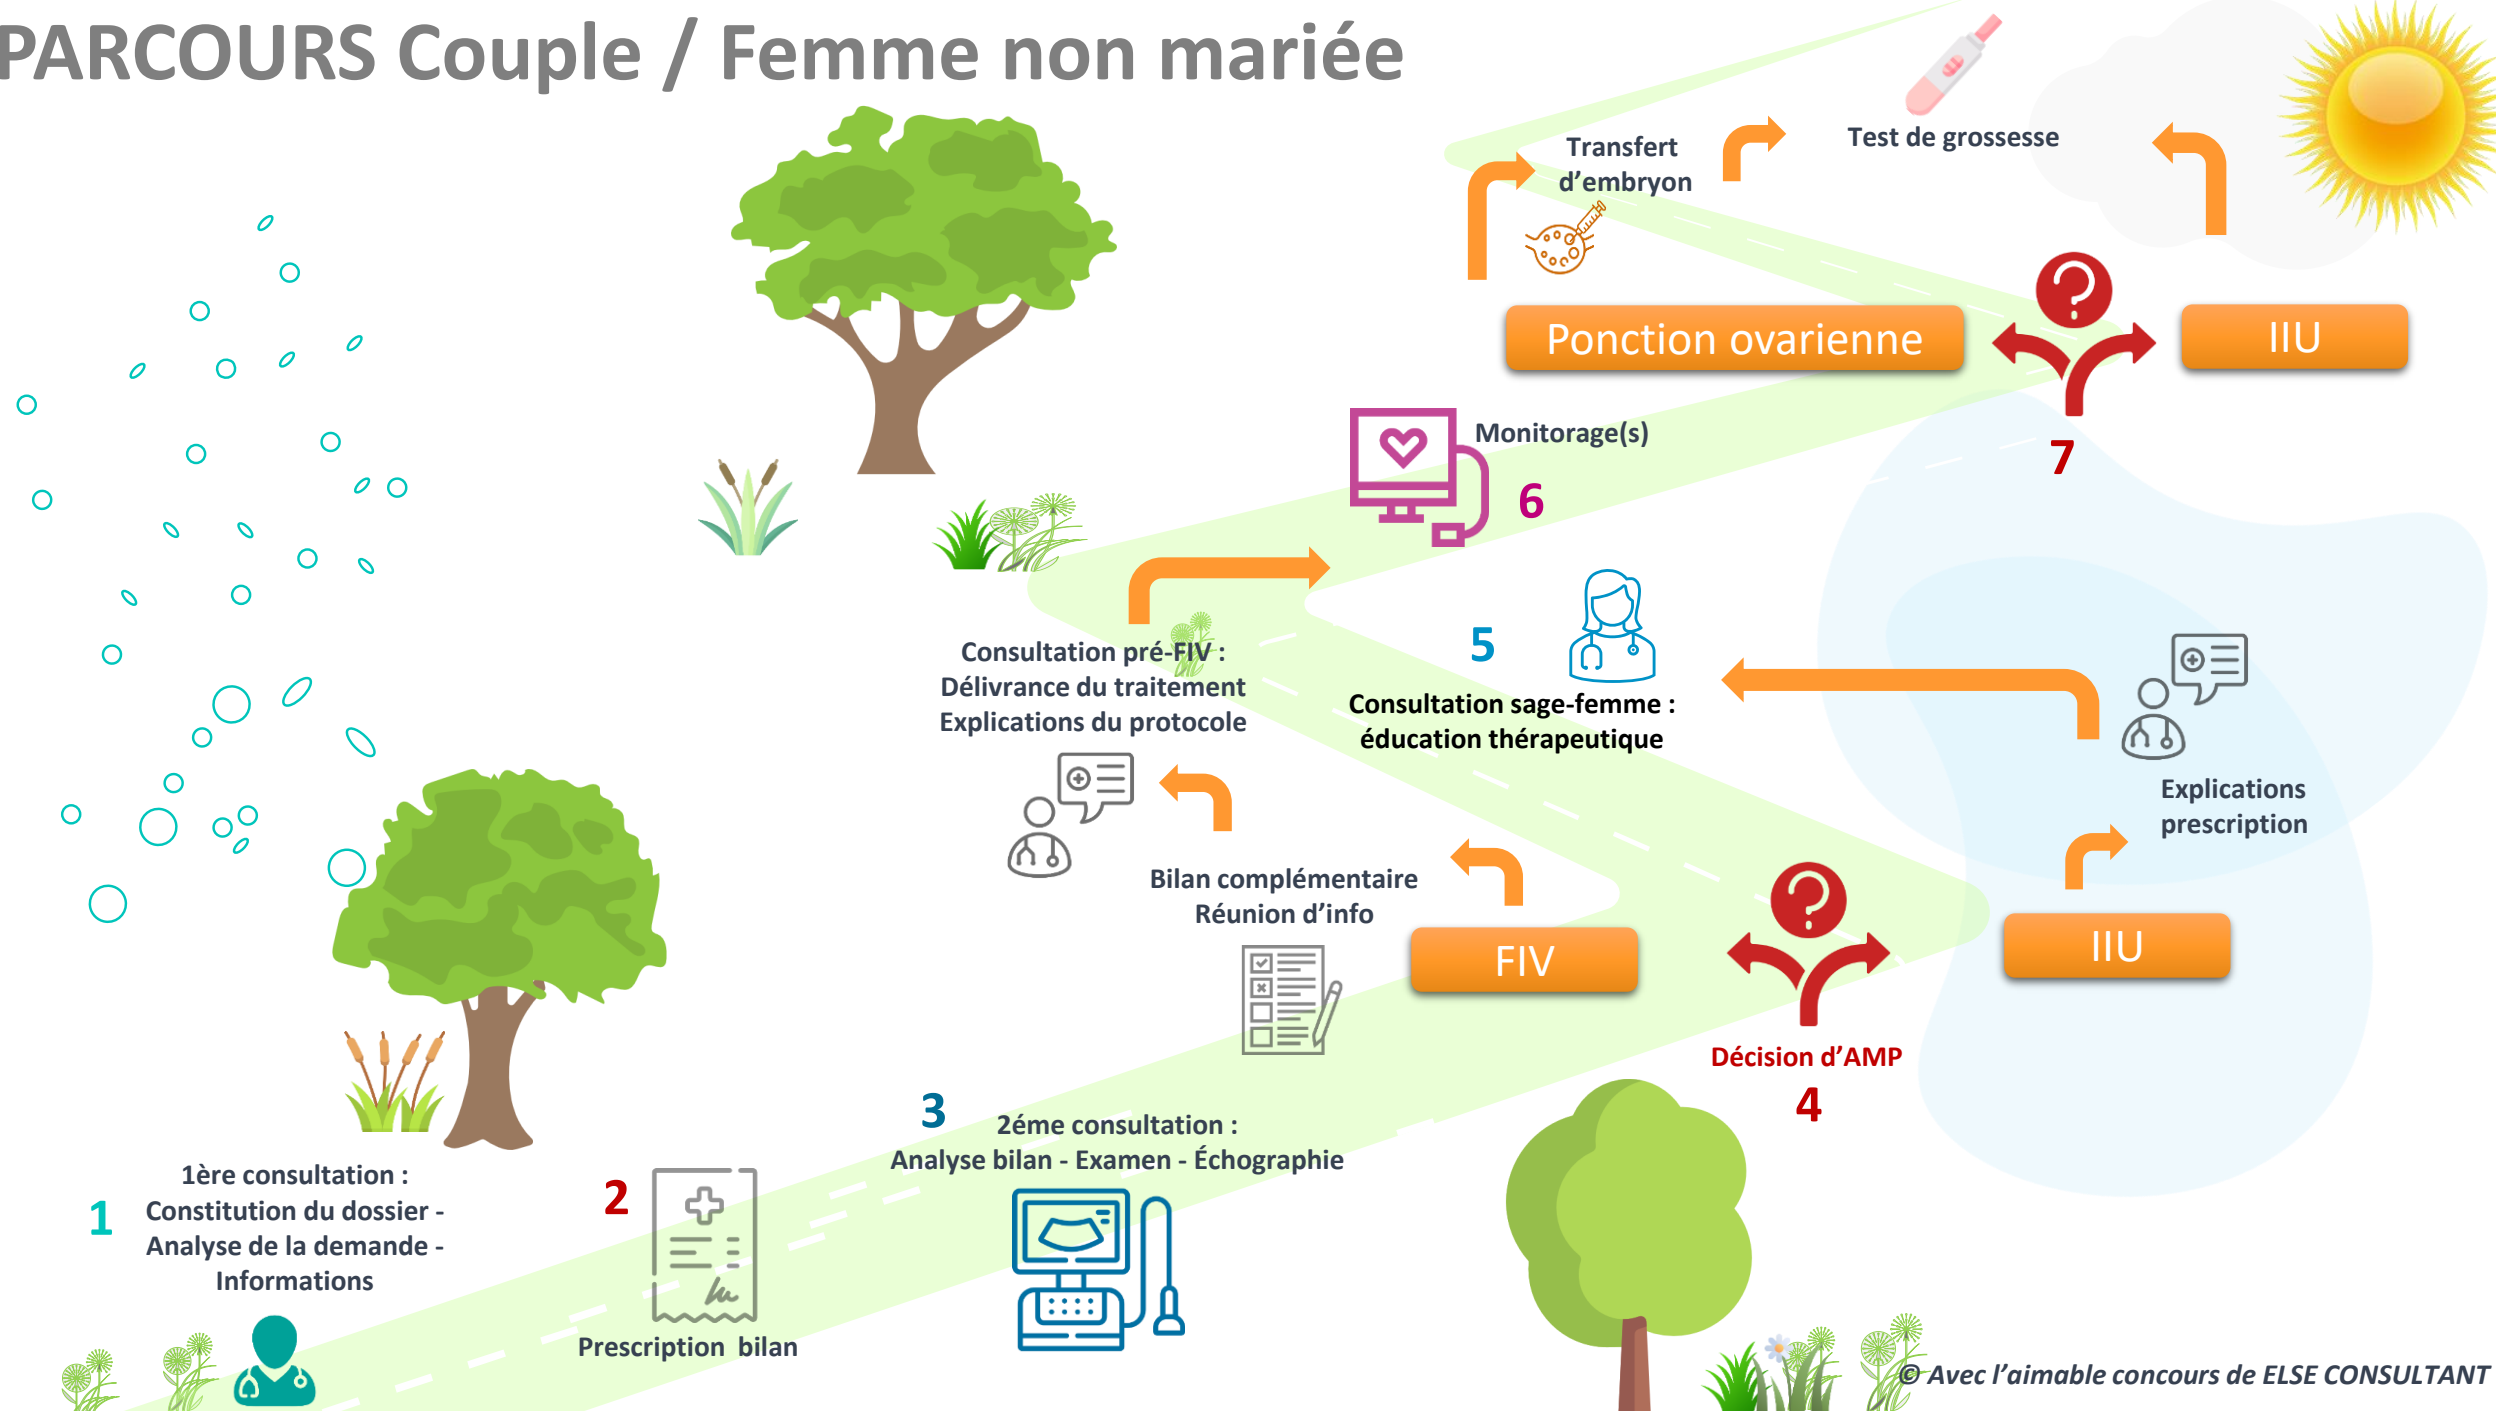 PARCOURS Couple / Femme non mariée
1
1ère consultation :
Constitution du dossier -
Analyse de la demande -
Informations
2
Prescription bilan
3
2éme consultation :
Analyse bilan - Examen - Échographie
Décision d'AMP
4
FIV
IIU
Bilan complémentaire
Réunion d'info
Consultation pré-FIV :
Délivrance du traitement
Explications du protocole
Explications
prescription
5
Consultation sage-femme :
éducation thérapeutique
Monitorage(s)
6
7
Ponction ovarienne
IIU
Transfert
d'embryon
Test de grossesse
© Avec l'aimable concours de ELSE CONSULTANT